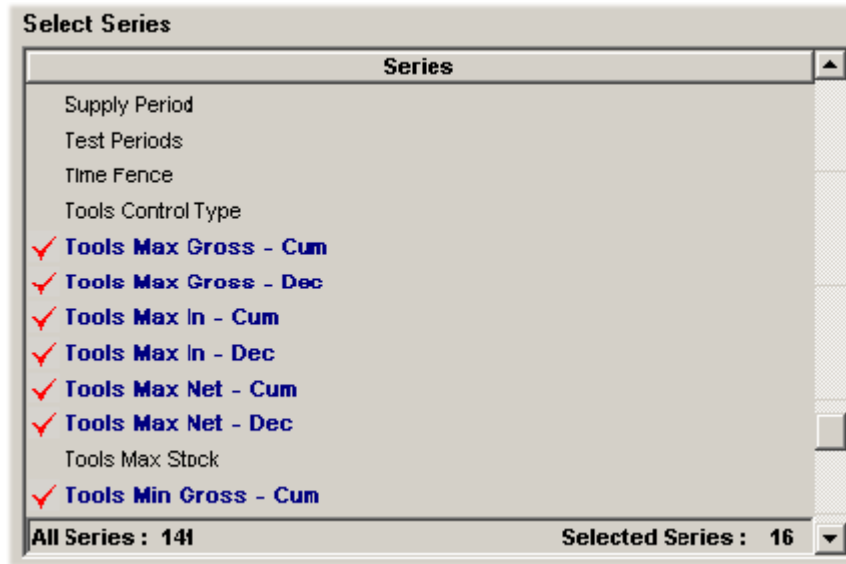 Select Series
Series
Supply Period
Test Periods
Time Fence
Tools Control Type
Tools Max Gross - Cum
Tools Max Gross - Dec
Tools Max In - Cum
Tools Max In - Dec
Tools Max Net - Cum
Tools Max Net - Dec
Tools Max Stock
Tools Min Gross - Cum
All Series : 141 Selected Series : 16